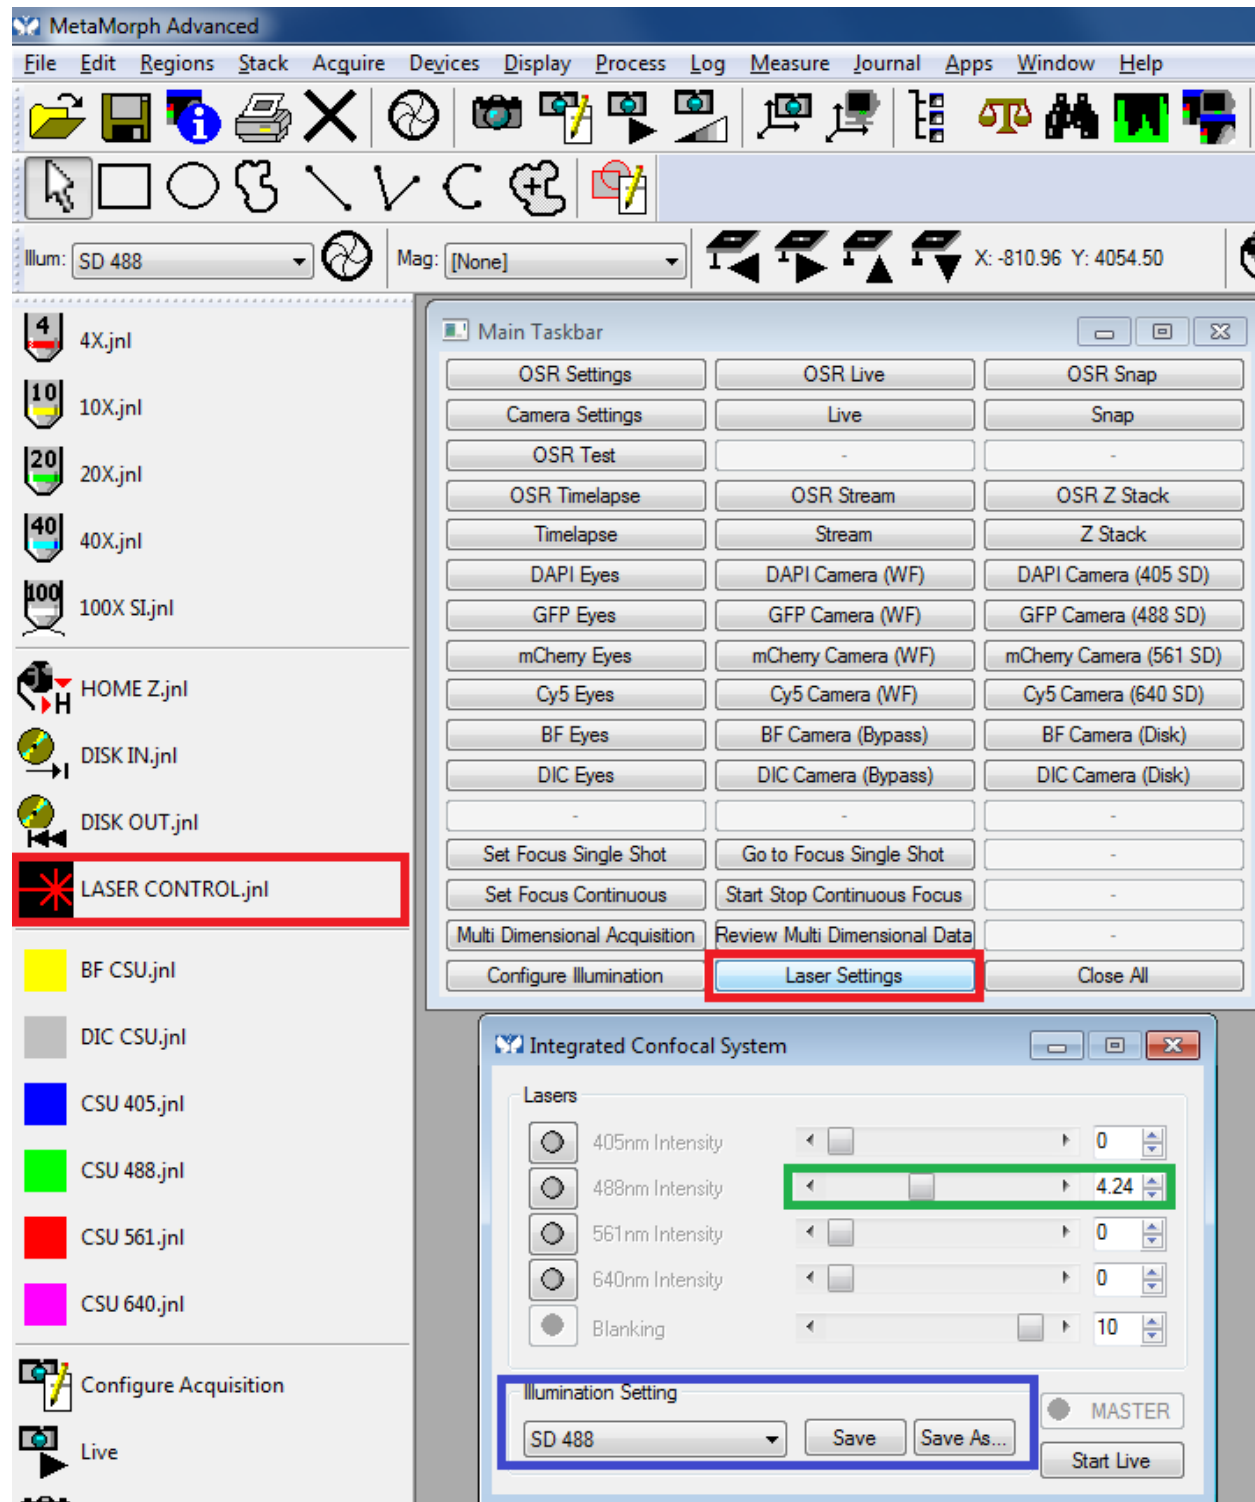 MetaMorph Advanced
File Edit Regions Stack Acquire Devices Display Process Log Measure Journal Apps Window Help
Illum: SD 488 Mag: [None] X: -810.96 Y: 4054.50
4 4X.jnl
10 10X.jnl
20 20X.jnl
40 40X.jnl
100 100X SI.jnl
H HOME Z.jnl
DISK IN.jnl
DISK OUT.jnl
LASER CONTROL.jnl
BF CSU.jnl
DIC CSU.jnl
CSU 405.jnl
CSU 488.jnl
CSU 561.jnl
CSU 640.jnl
Configure Acquisition
Live
Main Taskbar
OSR Settings OSR Live OSR Snap
Camera Settings Live Snap
OSR Test - -
OSR Timelapse OSR Stream OSR Z Stack
Timelapse Stream Z Stack
DAPI Eyes DAPI Camera (WF) DAPI Camera (405 SD)
GFP Eyes GFP Camera (WF) GFP Camera (488 SD)
mCherry Eyes mCherry Camera (WF) mCherry Camera (561 SD)
Cy5 Eyes Cy5 Camera (WF) Cy5 Camera (640 SD)
BF Eyes BF Camera (Bypass) BF Camera (Disk)
DIC Eyes DIC Camera (Bypass) DIC Camera (Disk)
- - -
Set Focus Single Shot Go to Focus Single Shot -
Set Focus Continuous Start Stop Continuous Focus -
Multi Dimensional Acquisition Review Multi Dimensional Data -
Configure Illumination Laser Settings Close All
Integrated Confocal System
Lasers
405nm Intensity 0
488nm Intensity 4.24
561nm Intensity 0
640nm Intensity 0
Blanking 10
Illumination Setting
SD 488 Save Save As...
MASTER
Start Live